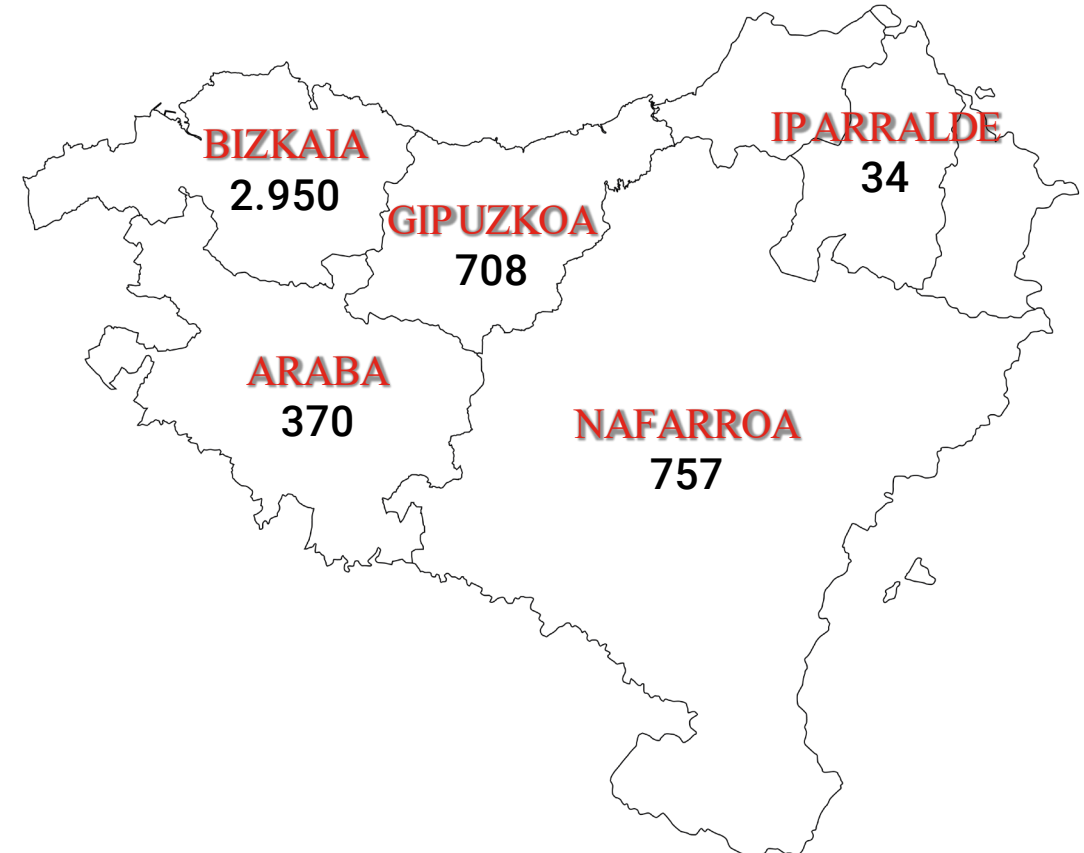 BIZKAIA
2.950
GIPUZKOA
708
IPARRALDE
34
ARABA
370
NAFARROA
757